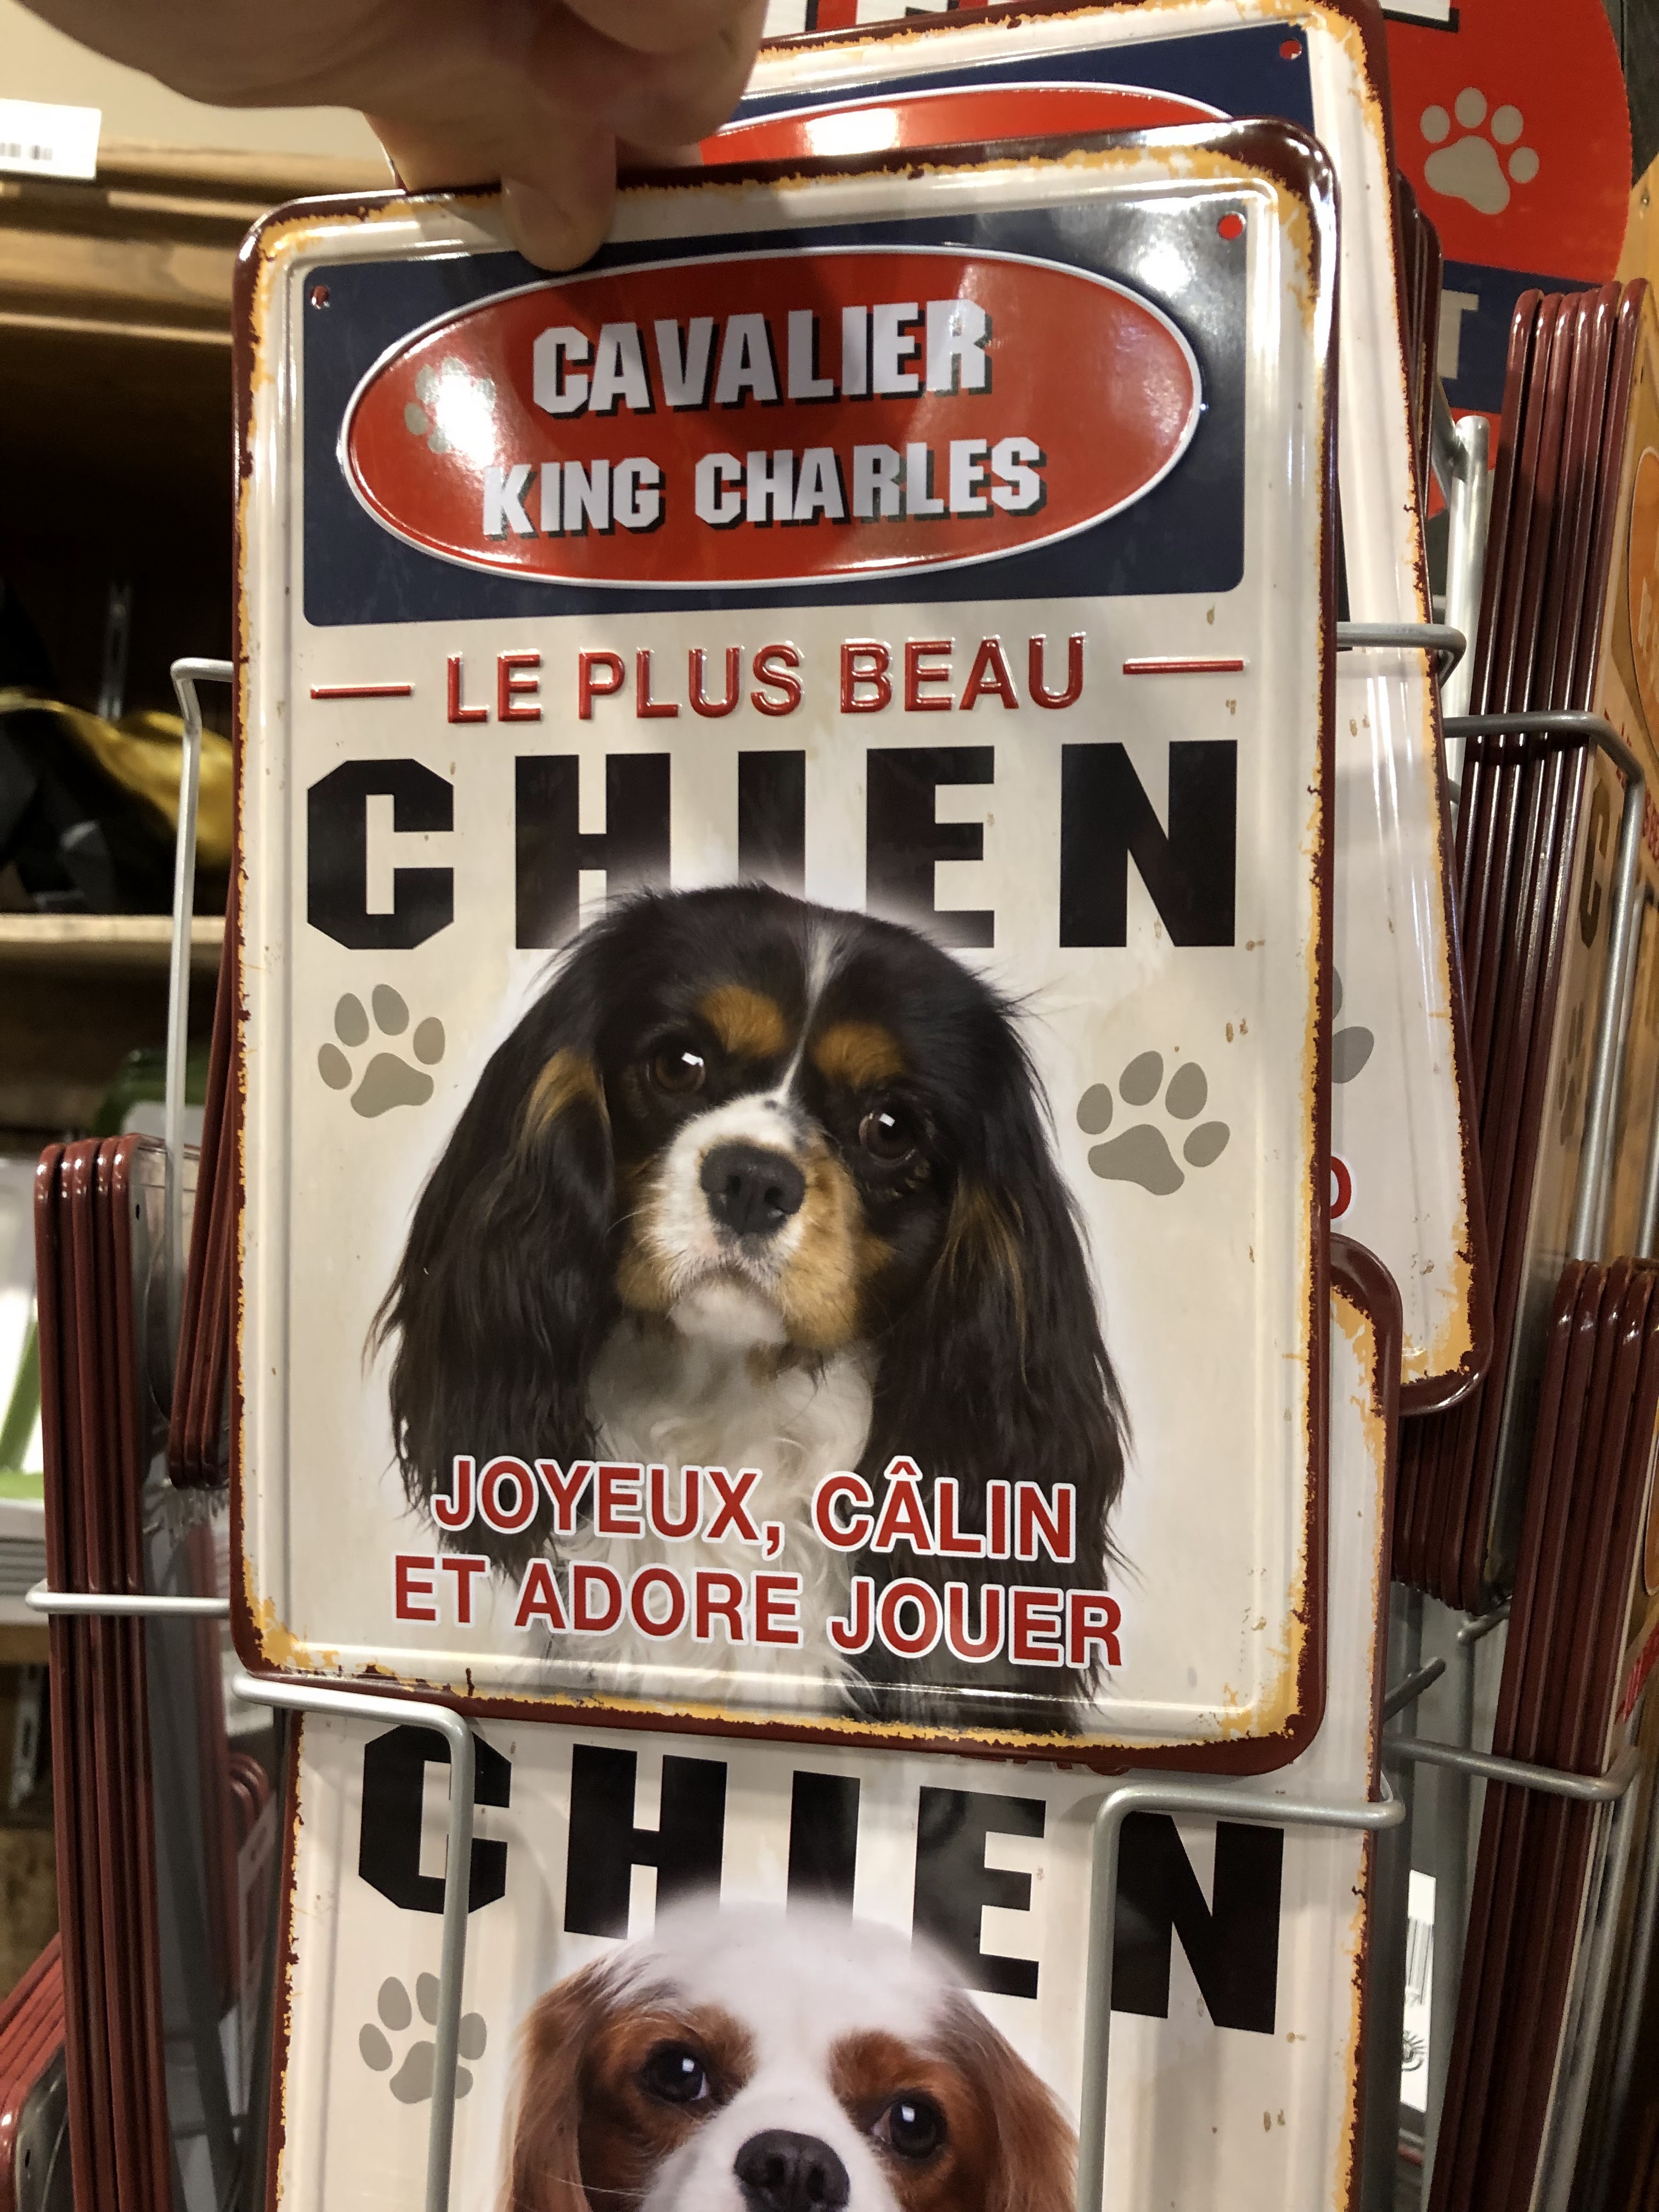 CAVALIER
KING CHARLES
LE PLUS BEAU
CHIEN
JOYEUX, CÂLIN
ET ADORE JOUER
CHIEN